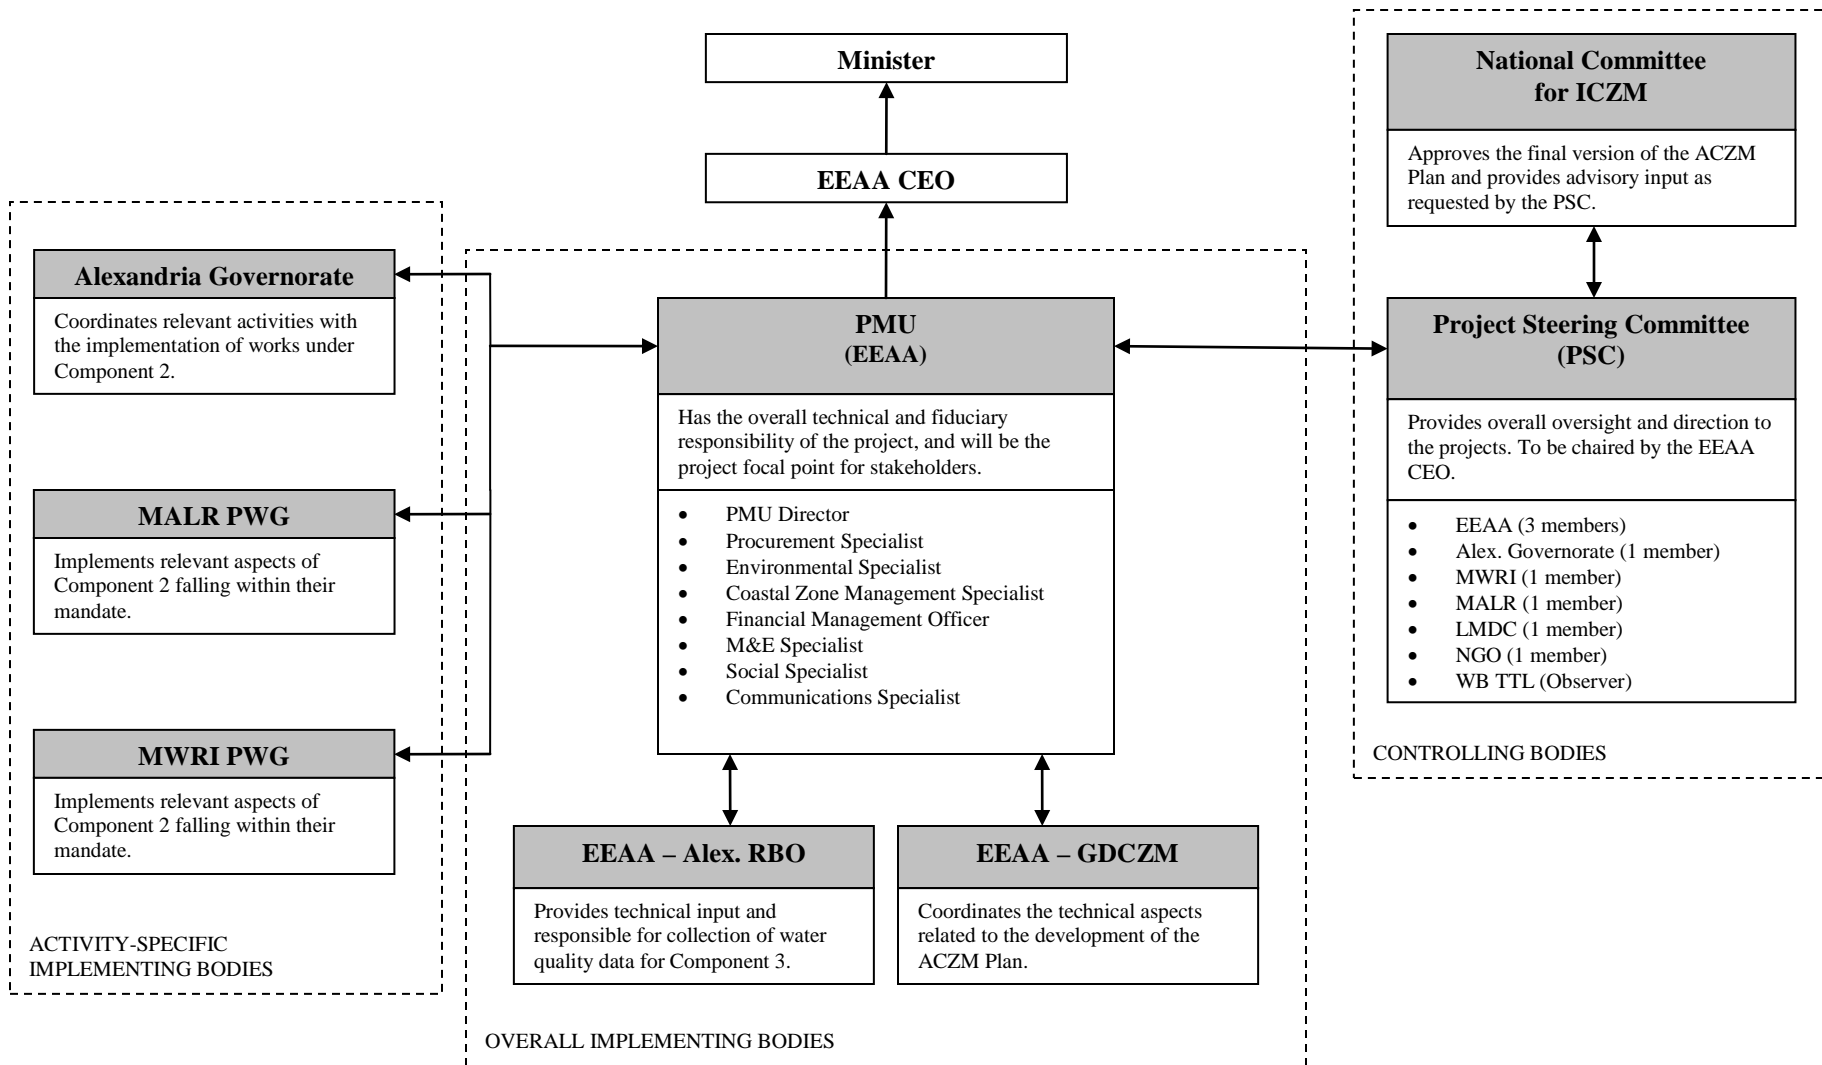 Minister
EEAA CEO
National Committee
for ICZM
Approves the final version of the ACZM
Plan and provides advisory input as
requested by the PSC.
Alexandria Governorate
Coordinates relevant activities with
the implementation of works under
Component 2.
MALR PWG
Implements relevant aspects of
Component 2 falling within their
mandate.
MWRI PWG
Implements relevant aspects of
Component 2 falling within their
mandate.
ACTIVITY-SPECIFIC
IMPLEMENTING BODIES
PMU
(EEAA)
Has the overall technical and fiduciary
responsibility of the project, and will be the
project focal point for stakeholders.
• PMU Director
• Procurement Specialist
• Environmental Specialist
• Coastal Zone Management Specialist
• Financial Management Officer
• M&E Specialist
• Social Specialist
• Communications Specialist
EEAA – Alex. RBO
Provides technical input and
responsible for collection of water
quality data for Component 3.
EEAA – GDCZM
Coordinates the technical aspects
related to the development of the
ACZM Plan.
OVERALL IMPLEMENTING BODIES
Project Steering Committee
(PSC)
Provides overall oversight and direction to
the projects. To be chaired by the EEAA
CEO.
• EEAA (3 members)
• Alex. Governorate (1 member)
• MWRI (1 member)
• MALR (1 member)
• LMDC (1 member)
• NGO (1 member)
• WB TTL (Observer)
CONTROLLING BODIES